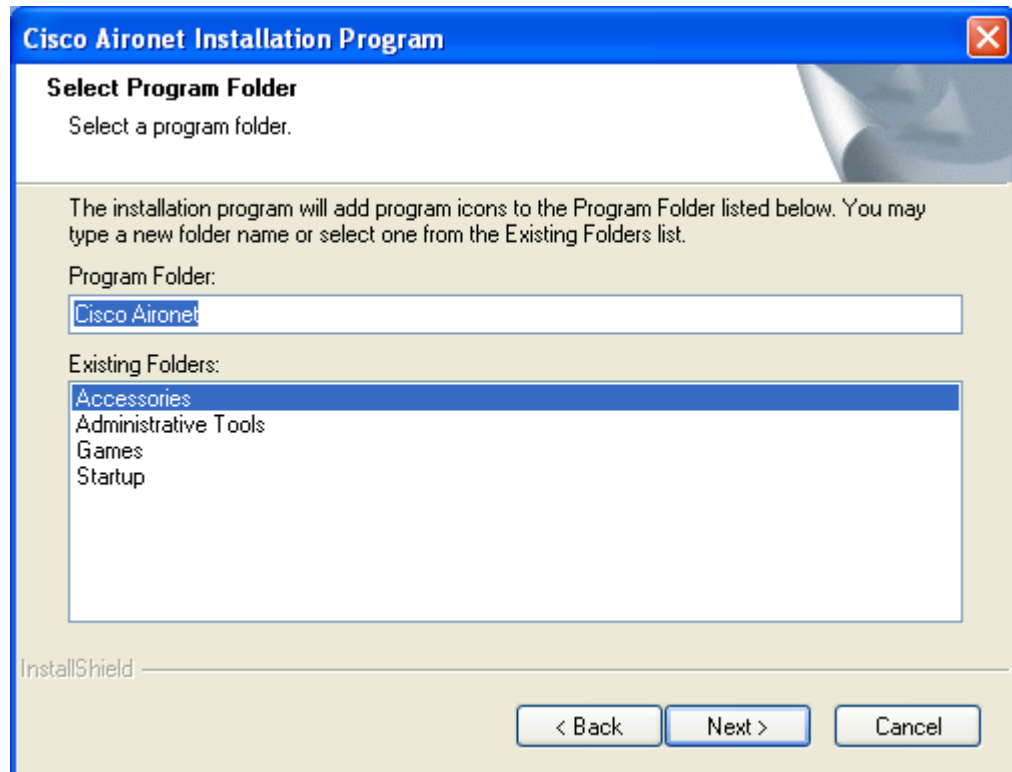 Cisco Aironet Installation Program
Select Program Folder
Select a program folder.
The installation program will add program icons to the Program Folder listed below. You may
type a new folder name or select one from the Existing Folders list.
Program Folder:
Cisco Aironet
Existing Folders:
Accessories
Administrative Tools
Games
Startup
InstallShield
< Back Next > Cancel